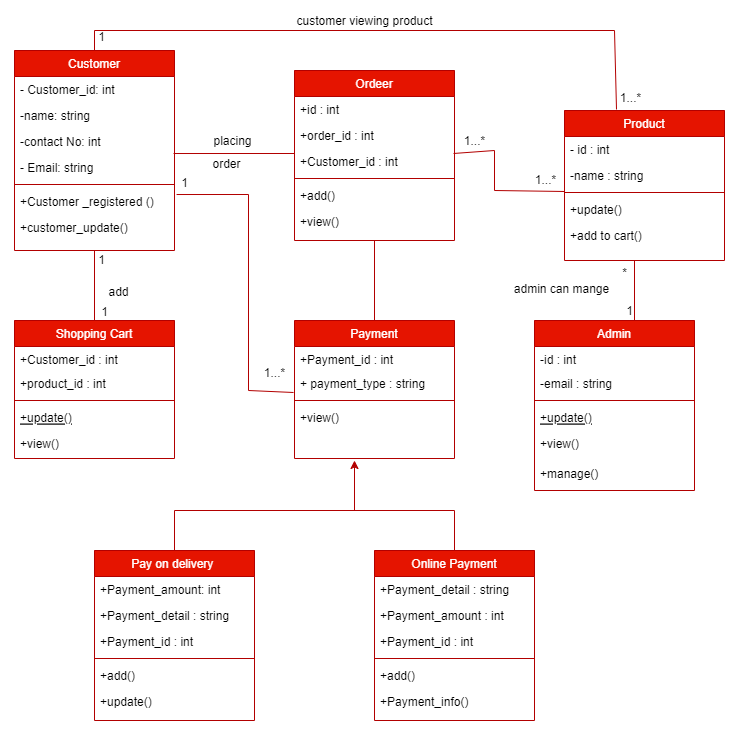 customer viewing product
1
1...*
Customer
- Customer_id: int
-name: string
-contact No: int
- Email: string
+Customer _registered ()
+customer_update()
placing
order
1
Ordeer
+id : int
+order_id : int
+Customer_id : int
+add()
+view()
1...*
1...*
Product
- id : int
-name : string
+update()
+add to cart()
1
add
1
*
admin can mange
1
Shopping Cart
+Customer_id : int
+product_id : int
+update()
+view()
1...*
Payment
+Payment_id : int
+ payment_type : string
+view()
Admin
-id : int
-email : string
+update()
+view()
+manage()
Pay on delivery
+Payment_amount: int
+Payment_detail : string
+Payment_id : int
+add()
+update()
Online Payment
+Payment_detail : string
+Payment_amount : int
+Payment_id : int
+add()
+Payment_info()